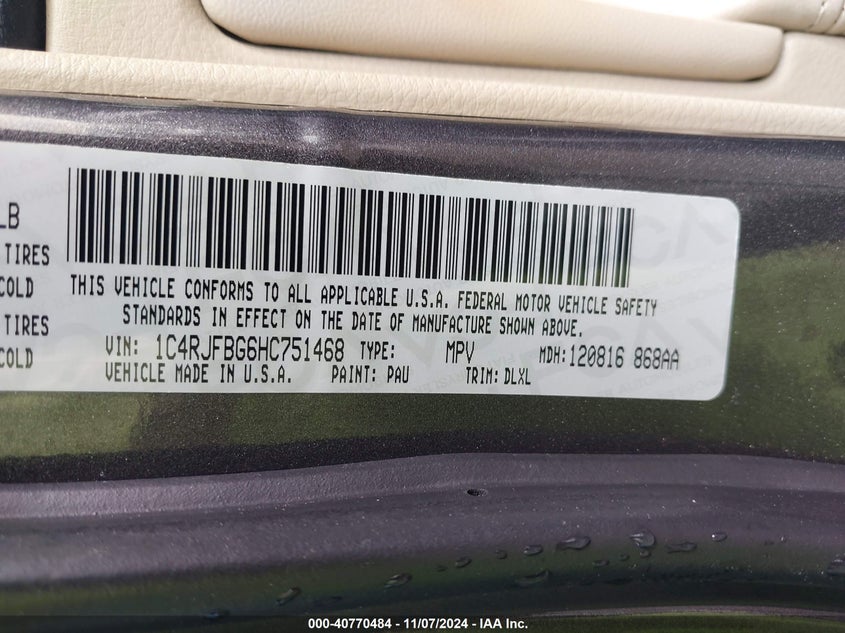 LB
TIRES
COLD
TIRES
COLD
THIS VEHICLE CONFORMS TO ALL APPLICABLE U.S.A. FEDERAL MOTOR VEHICLE SAFETY
STANDARDS IN EFFECT ON THE DATE OF MANUFACTURE SHOWN ABOVE.
VIN: 1C4RJFBG6HC751468 TYPE: MPV MDH:120816 868AA
VEHICLE MADE IN U.S.A. PAINT: PAU TRIM: DLXL
000-40770484 - 11/07/2024 - IAA Inc.